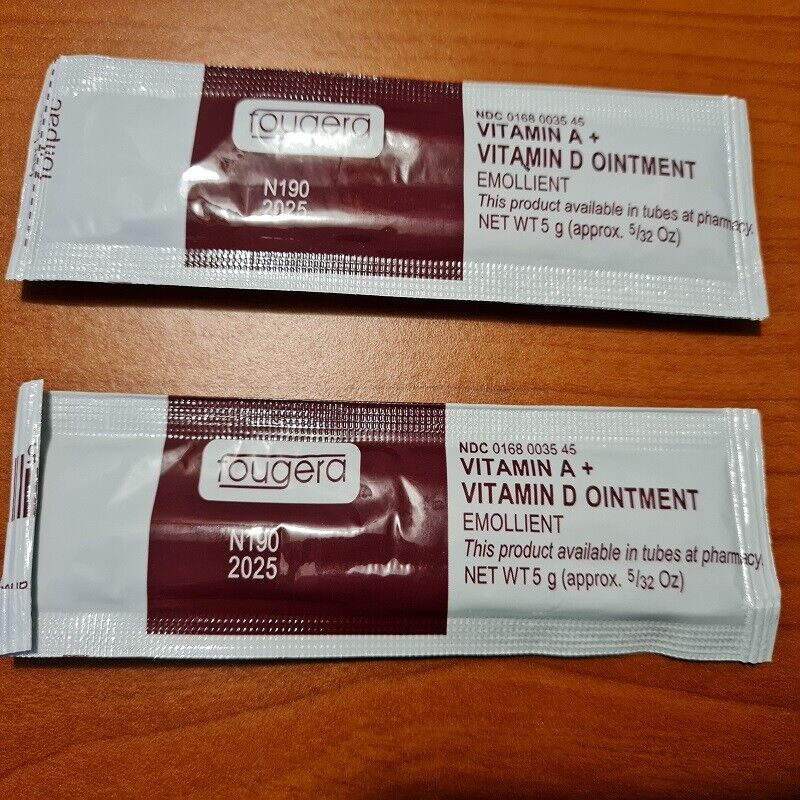 foilpac
fougera
N190
2025
NDC 0168 0035 45
VITAMIN A +
VITAMIN D OINTMENT
EMOLLIENT
This product available in tubes at pharmacy.
NET WT 5 g (approx. 5/32 Oz)
fougera
N190
2025
NDC 0168 0035 45
VITAMIN A +
VITAMIN D OINTMENT
EMOLLIENT
This product available in tubes at pharmacy.
NET WT 5 g (approx. 5/32 Oz)